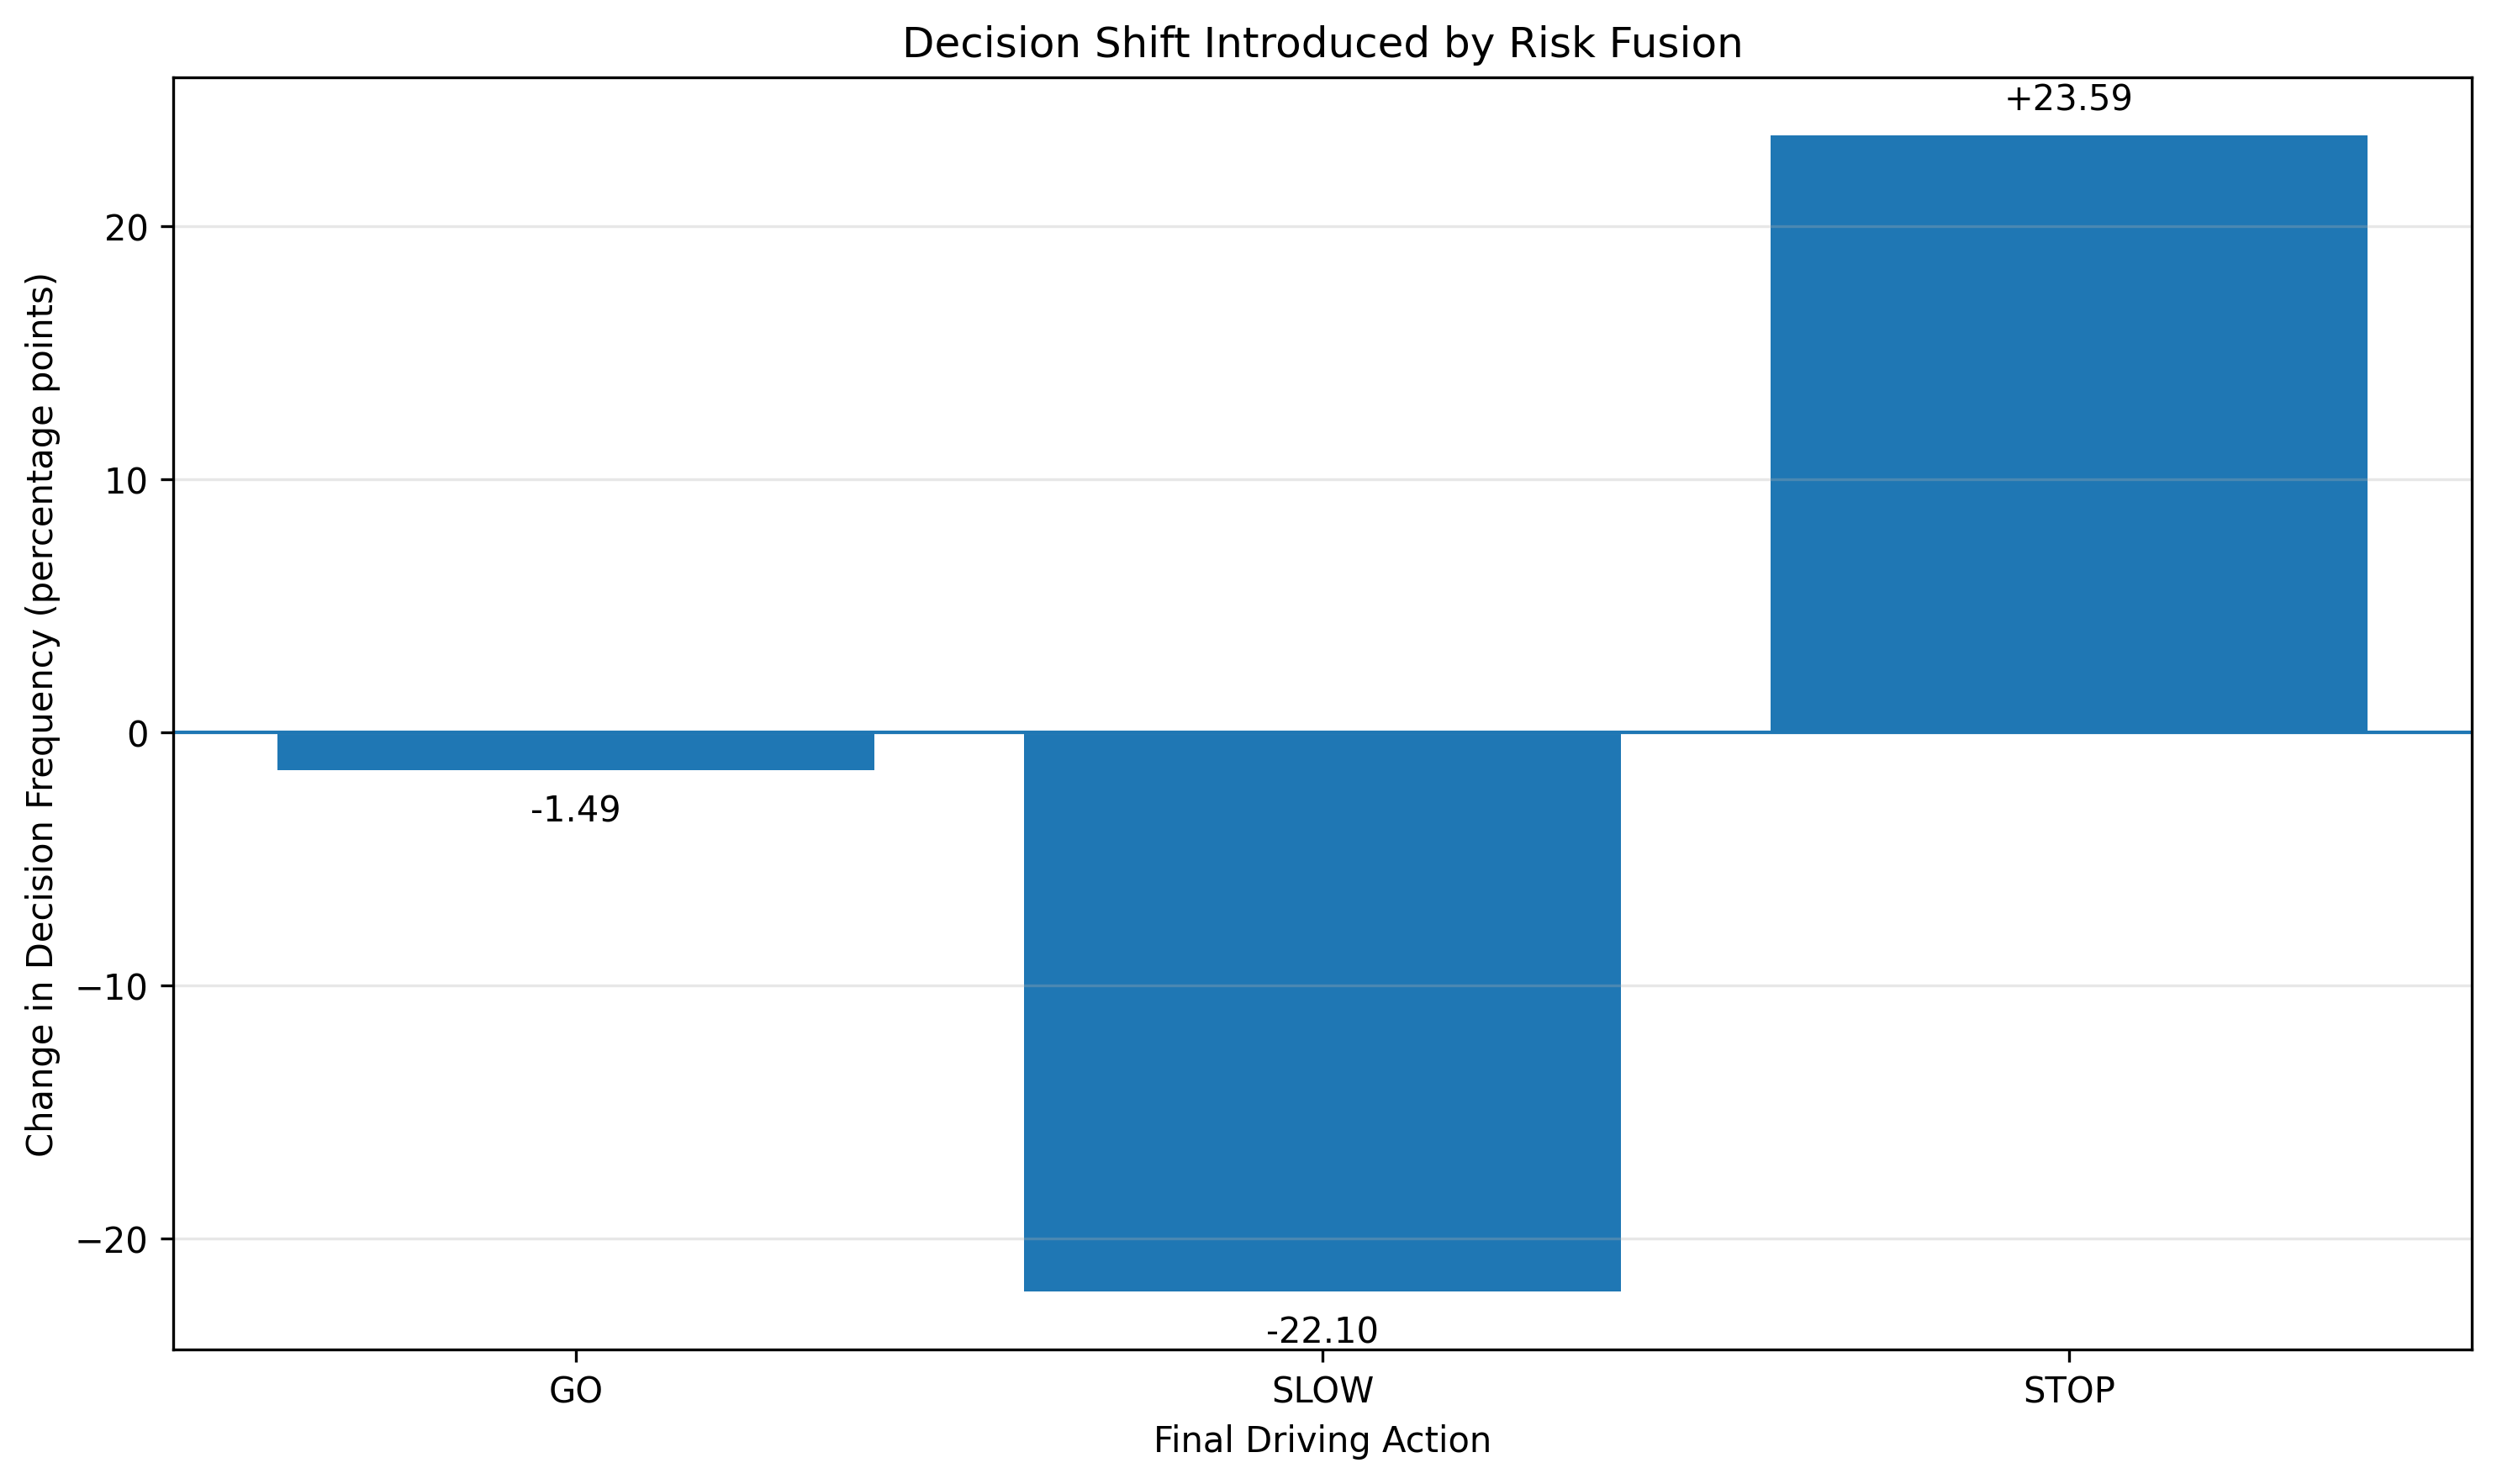 Decision Shift Introduced by Risk Fusion
Change in Decision Frequency (percentage points)
20
10
0
−10
−20
+23.59
-1.49
-22.10
GO
SLOW
STOP
Final Driving Action